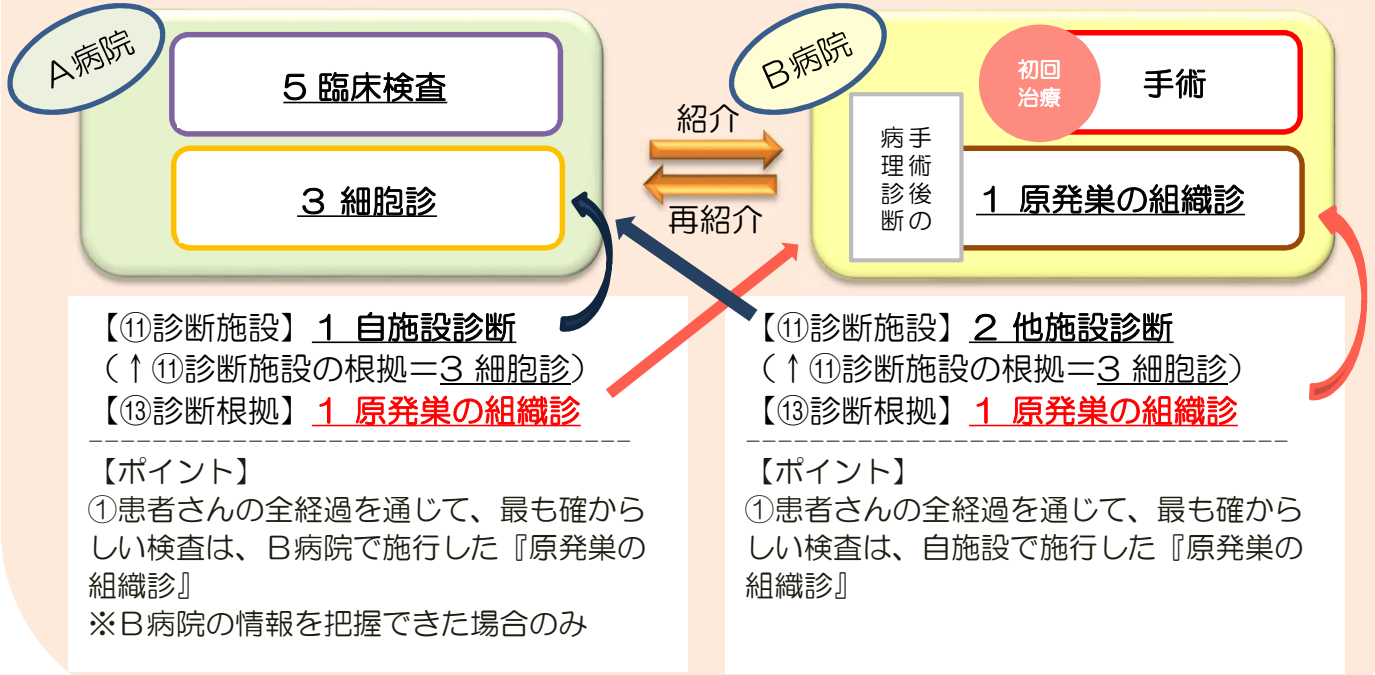 A病院
5 臨床検査
3 細胞診
紹介
再紹介
B病院
初回
治療
手術
手術後の
病理診断
1 原発巣の組織診
【⑪診断施設】1 自施設診断
（↑⑪診断施設の根拠＝3 細胞診）
【⑬診断根拠】1 原発巣の組織診
----------------------------------
【ポイント】
①患者さんの全経過を通じて、最も確から
しい検査は、B病院で施行した『原発巣の
組織診』
※B病院の情報を把握できた場合のみ
【⑪診断施設】2 他施設診断
（↑⑪診断施設の根拠＝3 細胞診）
【⑬診断根拠】1 原発巣の組織診
----------------------------------
【ポイント】
①患者さんの全経過を通じて、最も確から
しい検査は、自施設で施行した『原発巣の
組織診』